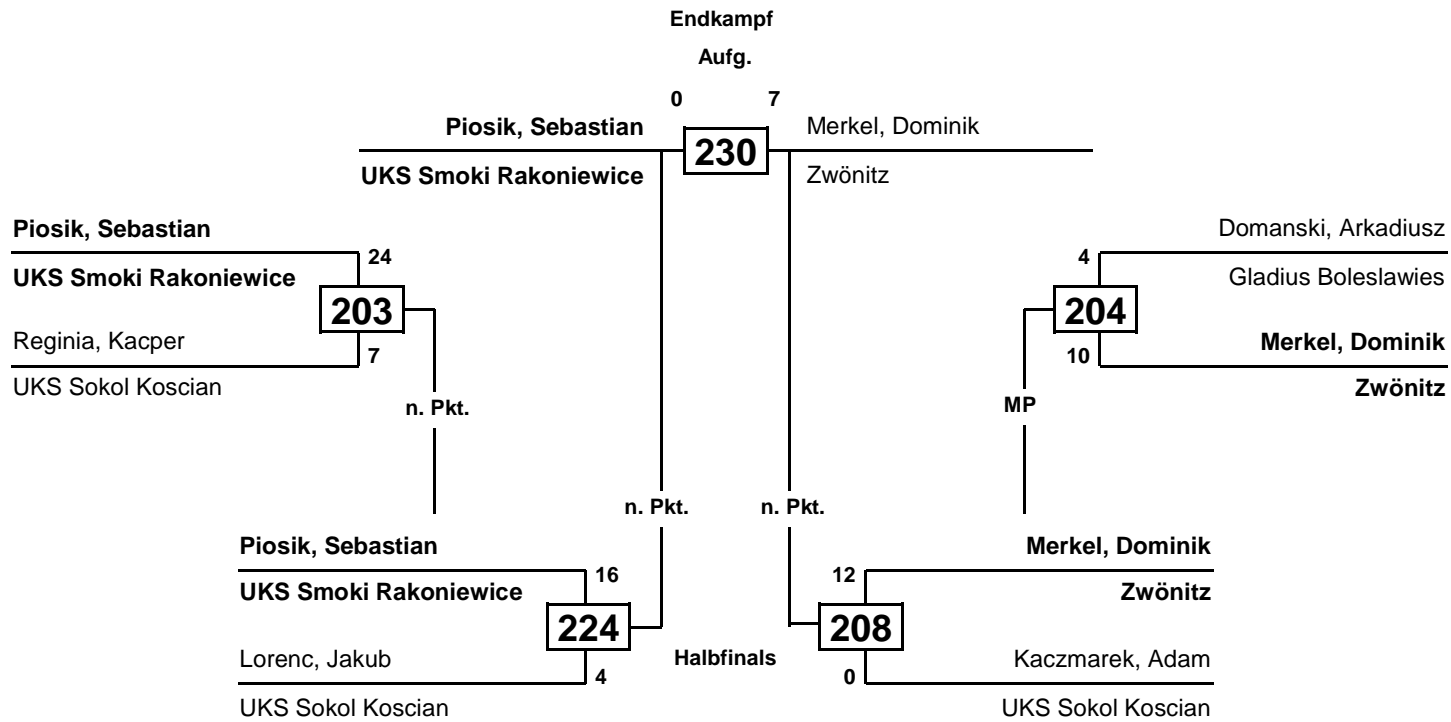 Endkampf
Aufg.
0 7
Piosik, Sebastian 230 Merkel, Dominik
UKS Smoki Rakoniewice Zwönitz
Piosik, Sebastian
24
UKS Smoki Rakoniewice
203
Reginia, Kacper
7
UKS Sokol Koscian
n. Pkt.
Domanski, Arkadiusz
4
Gladius Boleslawies
204
Merkel, Dominik
10
Zwönitz
MP
n. Pkt. n. Pkt.
Piosik, Sebastian
16
UKS Smoki Rakoniewice
224
Lorenc, Jakub
4
UKS Sokol Koscian
Halbfinals
Merkel, Dominik
12
Zwönitz
208
Kaczmarek, Adam
0
UKS Sokol Koscian